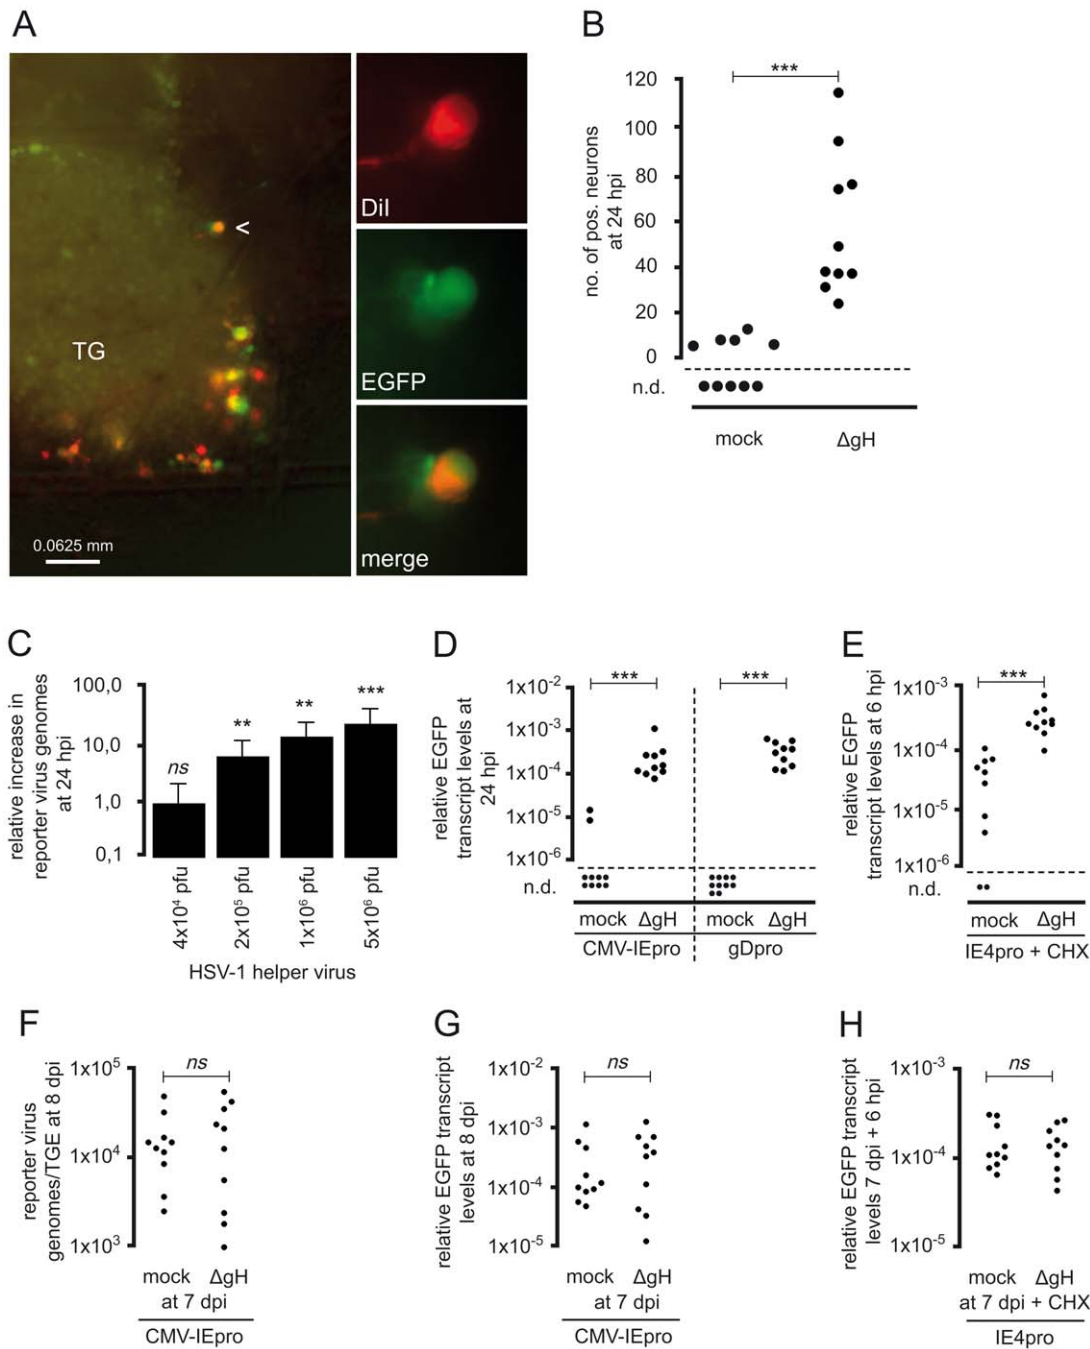 A
TG
<
0.0625 mm
DiI
EGFP
merge
B
no. of pos. neurons
at 24 hpi
120
100
80
60
40
20
0
n.d.
***
mock
ΔgH
C
relative increase in
reporter virus genomes
at 24 hpi
100,0
10,0
1,0
0,1
ns
**
**
***
4x10⁴ pfu
2x10⁵ pfu
1x10⁶ pfu
5x10⁶ pfu
HSV-1 helper virus
D
relative EGFP
transcript levels at
24 hpi
1x10⁻²
1x10⁻³
1x10⁻⁴
1x10⁻⁵
1x10⁻⁶
n.d.
***
***
mock ΔgH
CMV-IEpro
mock ΔgH
gDpro
E
relative EGFP
transcript levels at 6 hpi
1x10⁻³
1x10⁻⁴
1x10⁻⁵
1x10⁻⁶
n.d.
***
mock ΔgH
IE4pro + CHX
F
reporter virus
genomes/TGE at 8 dpi
1x10⁵
1x10⁴
1x10³
ns
mock ΔgH
at 7 dpi
CMV-IEpro
G
relative EGFP transcript
levels at 8 dpi
1x10⁻²
1x10⁻³
1x10⁻⁴
1x10⁻⁵
ns
mock ΔgH
at 7 dpi
CMV-IEpro
H
relative EGFP transcript
levels 7 dpi + 6 hpi
1x10⁻³
1x10⁻⁴
1x10⁻⁵
ns
mock ΔgH
at 7 dpi + CHX
IE4pro